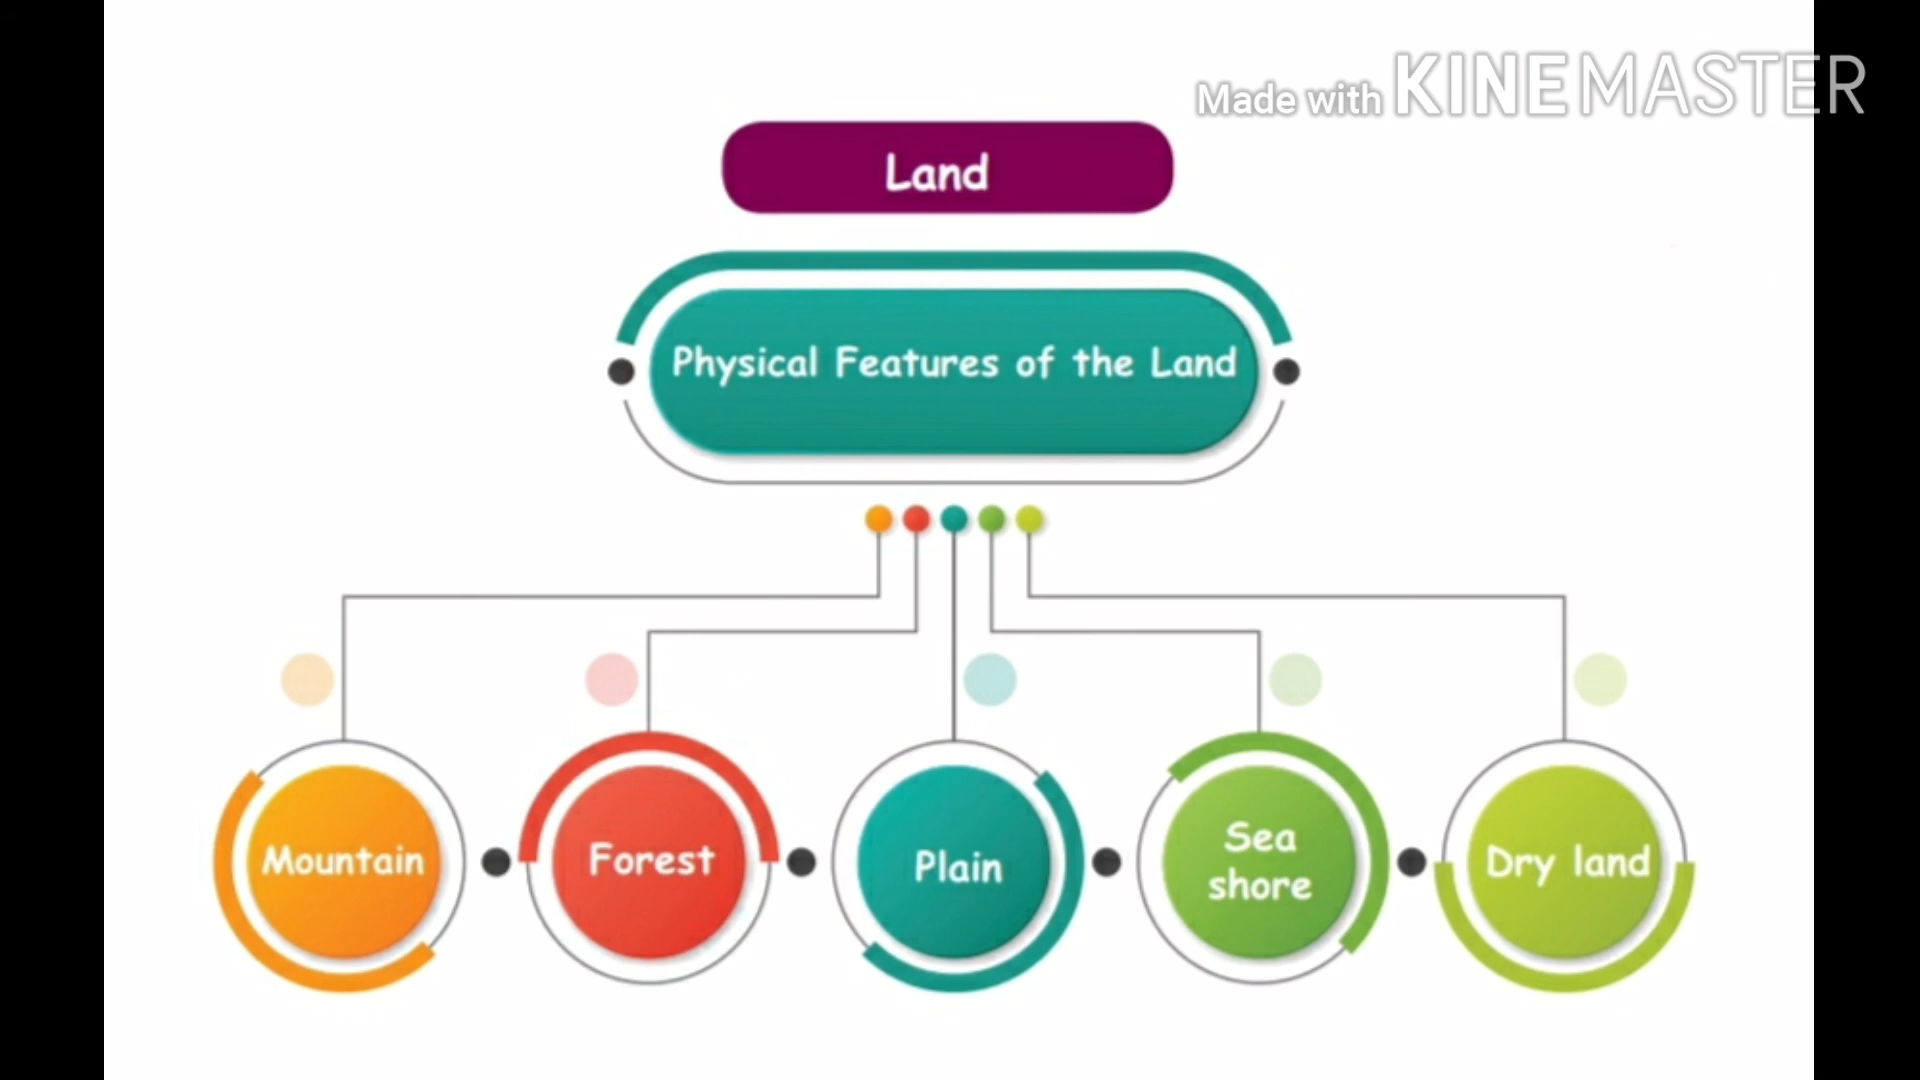 Made with KINEMASTER
Land
Physical Features of the Land
Mountain
Forest
Plain
Sea
shore
Dry land